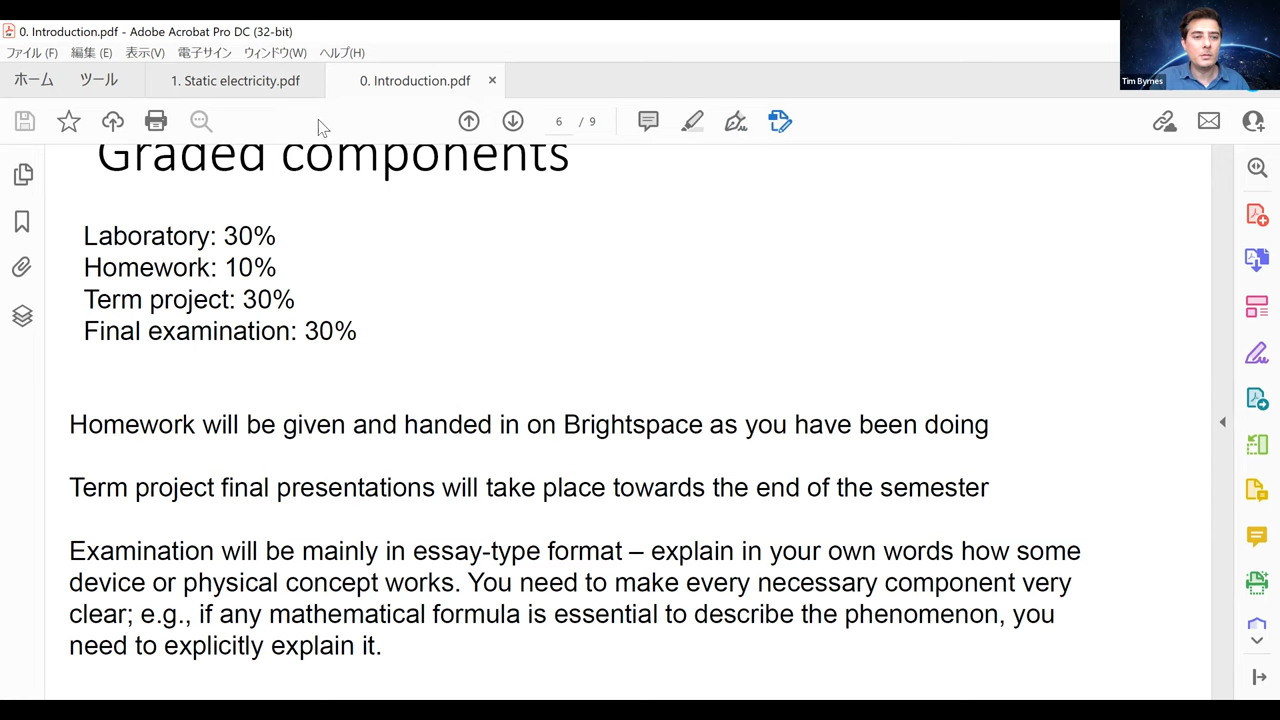 0. Introduction.pdf - Adobe Acrobat Pro DC (32-bit)
ファイル (F) 編集 (E) 表示(V) 電子サイン ウィンドウ(W) ヘルプ(H)
ホーム ツール 1. Static electricity.pdf 0. Introduction.pdf ×
Tim Byrnes
6 / 9
Graded components
Laboratory: 30%
Homework: 10%
Term project: 30%
Final examination: 30%
Homework will be given and handed in on Brightspace as you have been doing
Term project final presentations will take place towards the end of the semester
Examination will be mainly in essay-type format – explain in your own words how some
device or physical concept works. You need to make every necessary component very
clear; e.g., if any mathematical formula is essential to describe the phenomenon, you
need to explicitly explain it.